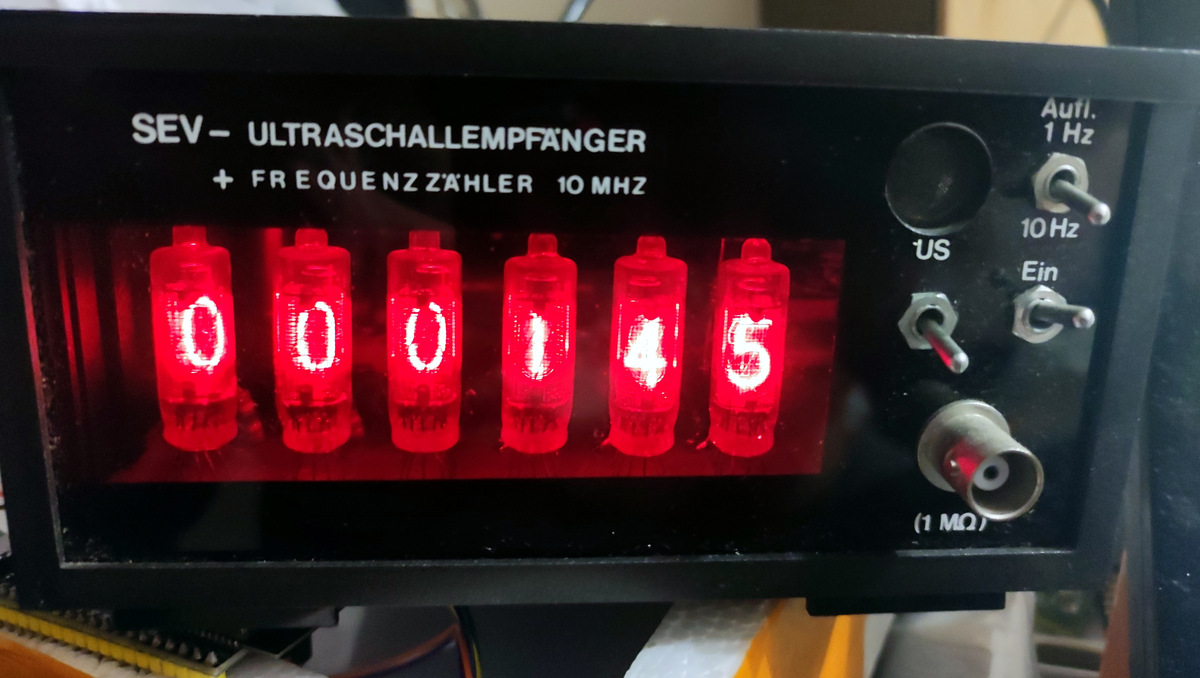 SEV- ULTRASCHALLEMPFÄNGER
+ FREQUENZZÄHLER 10 MHZ
000145
Aufl.
1 Hz
10 Hz
US
Ein
(1 MΩ)